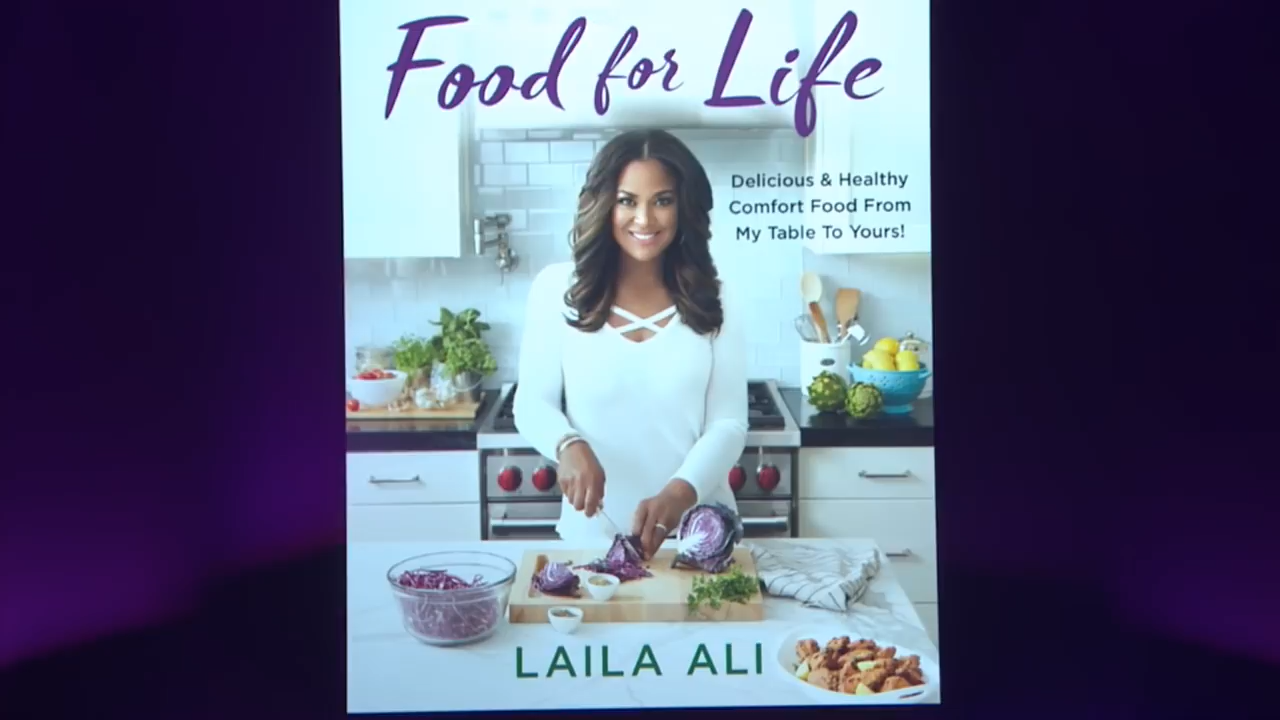 Food for Life
Delicious & Healthy
Comfort Food From
My Table To Yours!
LAILA ALI